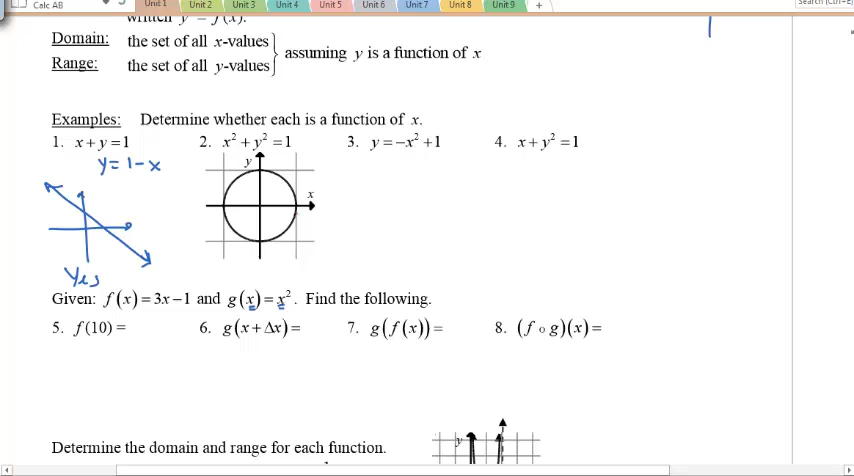 Calc AB Unit 1 Unit 2 Unit 3 Unit 4 Unit 5 Unit 6 Unit 7 Unit 8 Unit 9 + Search (Ctrl+E)
written y = f(x).
Domain: the set of all x-values
Range: the set of all y-values
assuming y is a function of x
Examples: Determine whether each is a function of x.
1. x + y = 1 2. x² + y² = 1 3. y = −x² + 1 4. x + y² = 1
y = 1 − x
y
x
Yes
Given: f(x) = 3x − 1 and g(x) = x². Find the following.
5. f(10) = 6. g(x + Δx) = 7. g(f(x)) = 8. (f ∘ g)(x) =
Determine the domain and range for each function.
y